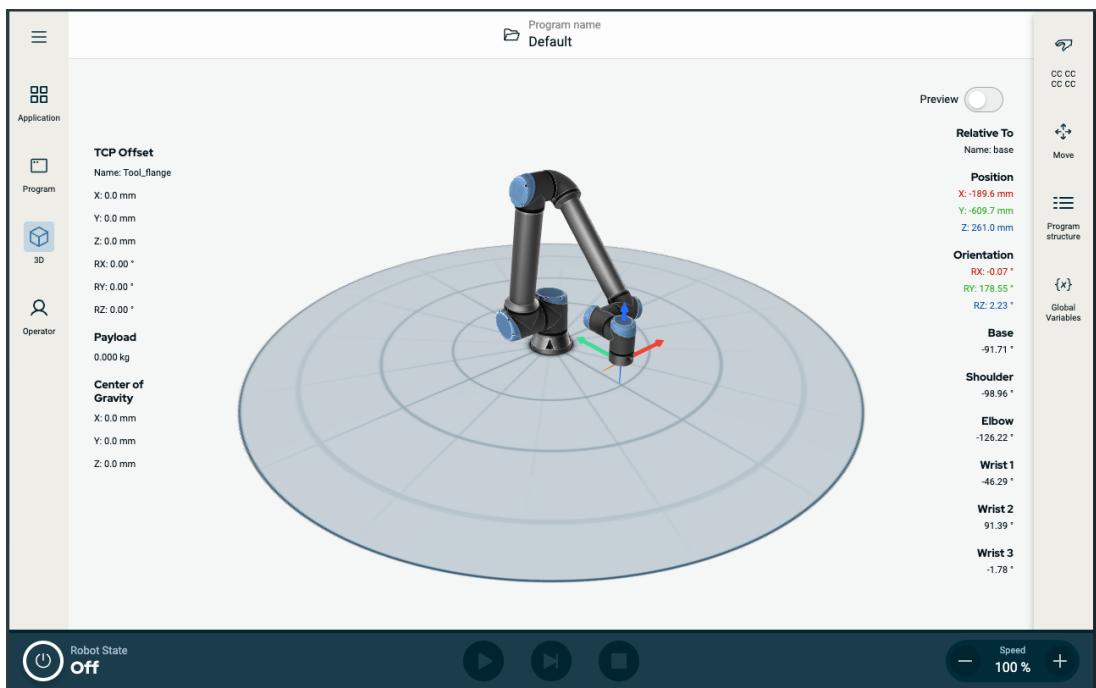 Program name
Default
Application
Program
3D
Operator
TCP Offset
Name: Tool_flange
X: 0.0 mm
Y: 0.0 mm
Z: 0.0 mm
RX: 0.00 °
RY: 0.00 °
RZ: 0.00 °
Payload
0.000 kg
Center of
Gravity
X: 0.0 mm
Y: 0.0 mm
Z: 0.0 mm
Preview
Relative To
Name: base
Position
X: -189.6 mm
Y: -609.7 mm
Z: 261.0 mm
Orientation
RX: -0.07 °
RY: 178.55 °
RZ: 2.23 °
Base
-91.71 °
Shoulder
-98.96 °
Elbow
-126.22 °
Wrist 1
-46.29 °
Wrist 2
91.39 °
Wrist 3
-1.78 °
CC CC
CC CC
Move
Program
structure
{x}
Global
Variables
Robot State
Off
Speed
100 %